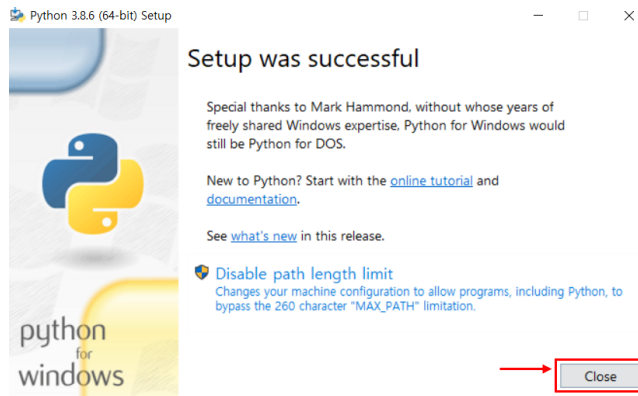 Python 3.8.6 (64-bit) Setup
Setup was successful
Special thanks to Mark Hammond, without whose years of
freely shared Windows expertise, Python for Windows would
still be Python for DOS.
New to Python? Start with the online tutorial and
documentation.
See what's new in this release.
Disable path length limit
Changes your machine configuration to allow programs, including Python, to
bypass the 260 character "MAX_PATH" limitation.
python
for
windows
Close